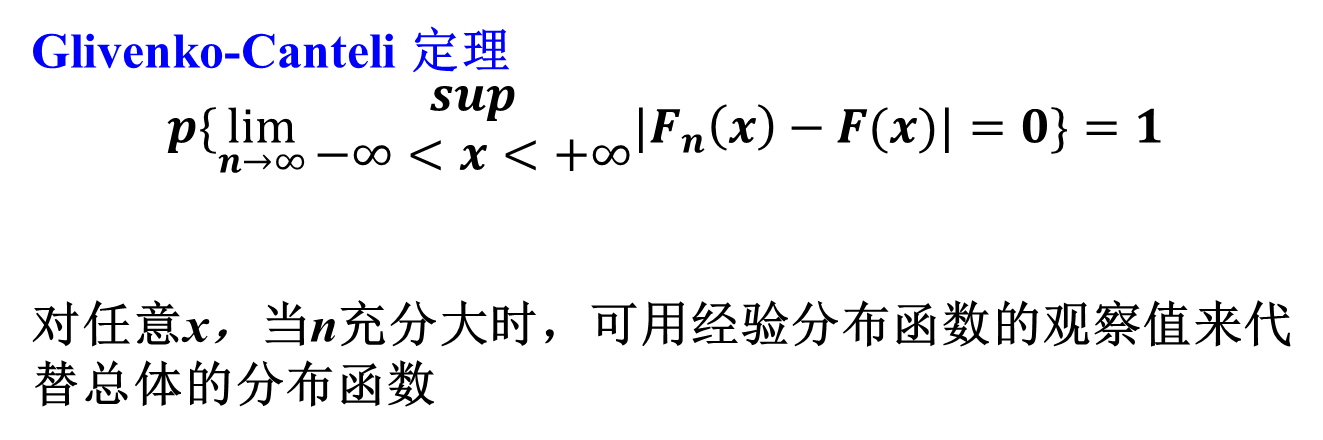 Glivenko-Canteli 定理
p{lim n→∞ sup −∞ < x < +∞ |Fn(x) − F(x)| = 0} = 1
对任意x，当n充分大时，可用经验分布函数的观察值来代
替总体的分布函数